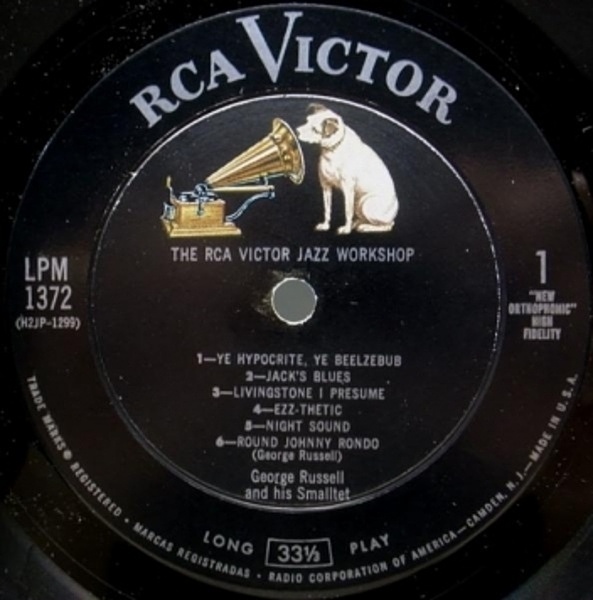 RCA VICTOR
THE RCA VICTOR JAZZ WORKSHOP
LPM
1372
(H2JP-1299)
1
"NEW
ORTHOPHONIC"
HIGH
FIDELITY
1—YE HYPOCRITE, YE BEELZEBUB
2—JACK'S BLUES
3—LIVINGSTONE I PRESUME
4—EZZ-THETIC
5—NIGHT SOUND
6—ROUND JOHNNY RONDO
(George Russell)
George Russell
and his Smalltet
LONG 33⅓ PLAY
TRADE MARKS ® REGISTERED • MARCAS REGISTRADAS • RADIO CORPORATION OF AMERICA—CAMDEN, N. J.—MADE IN U.S.A.